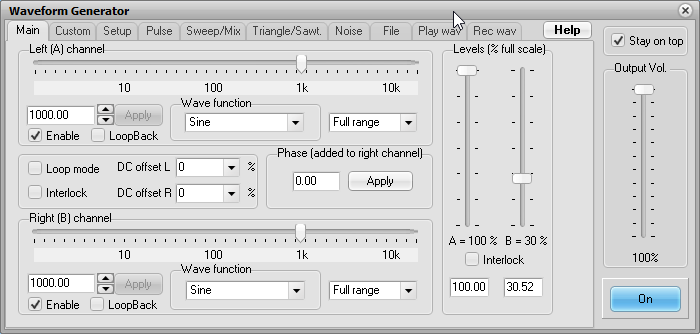 Waveform Generator
Main Custom Setup Pulse Sweep/Mix Triangle/Sawt. Noise File Play wav Rec wav Help
Stay on top
Left (A) channel
10 100 1k 10k
1000.00 Apply
Enable LoopBack
Wave function
Sine
Full range
Loop mode DC offset L 0 %
Interlock DC offset R 0 %
Phase (added to right channel)
0.00 Apply
Right (B) channel
10 100 1k 10k
1000.00 Apply
Enable LoopBack
Wave function
Sine
Full range
Levels (% full scale)
A = 100 % B = 30 %
Interlock
100.00 30.52
Output Vol.
100%
On